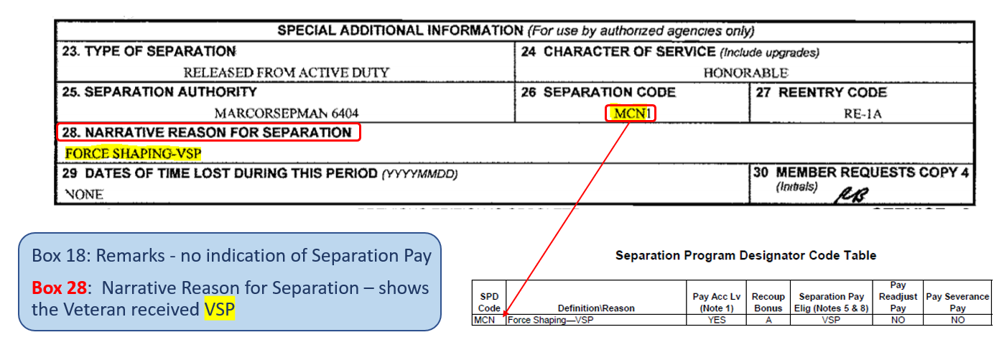 SPECIAL ADDITIONAL INFORMATION (For use by authorized agencies only)
23. TYPE OF SEPARATION
RELEASED FROM ACTIVE DUTY
24 CHARACTER OF SERVICE (Include upgrades)
HONORABLE
25. SEPARATION AUTHORITY
MARCORSEPMAN 6404
26 SEPARATION CODE
MCN1
27 REENTRY CODE
RE-1A
28. NARRATIVE REASON FOR SEPARATION
FORCE SHAPING-VSP
29 DATES OF TIME LOST DURING THIS PERIOD (YYYYMMDD)
NONE
30 MEMBER REQUESTS COPY 4
(Initials) RB
Box 18: Remarks - no indication of Separation Pay
Box 28: Narrative Reason for Separation – shows
the Veteran received VSP
Separation Program Designator Code Table
SPD
Code
Definition\Reason
Pay Acc Lv
(Note 1)
Recoup
Bonus
Separation Pay
Elig (Notes 5 & 8)
Pay
Readjust
Pay
Pay Severance
Pay
MCN Force Shaping—VSP YES A VSP NO NO